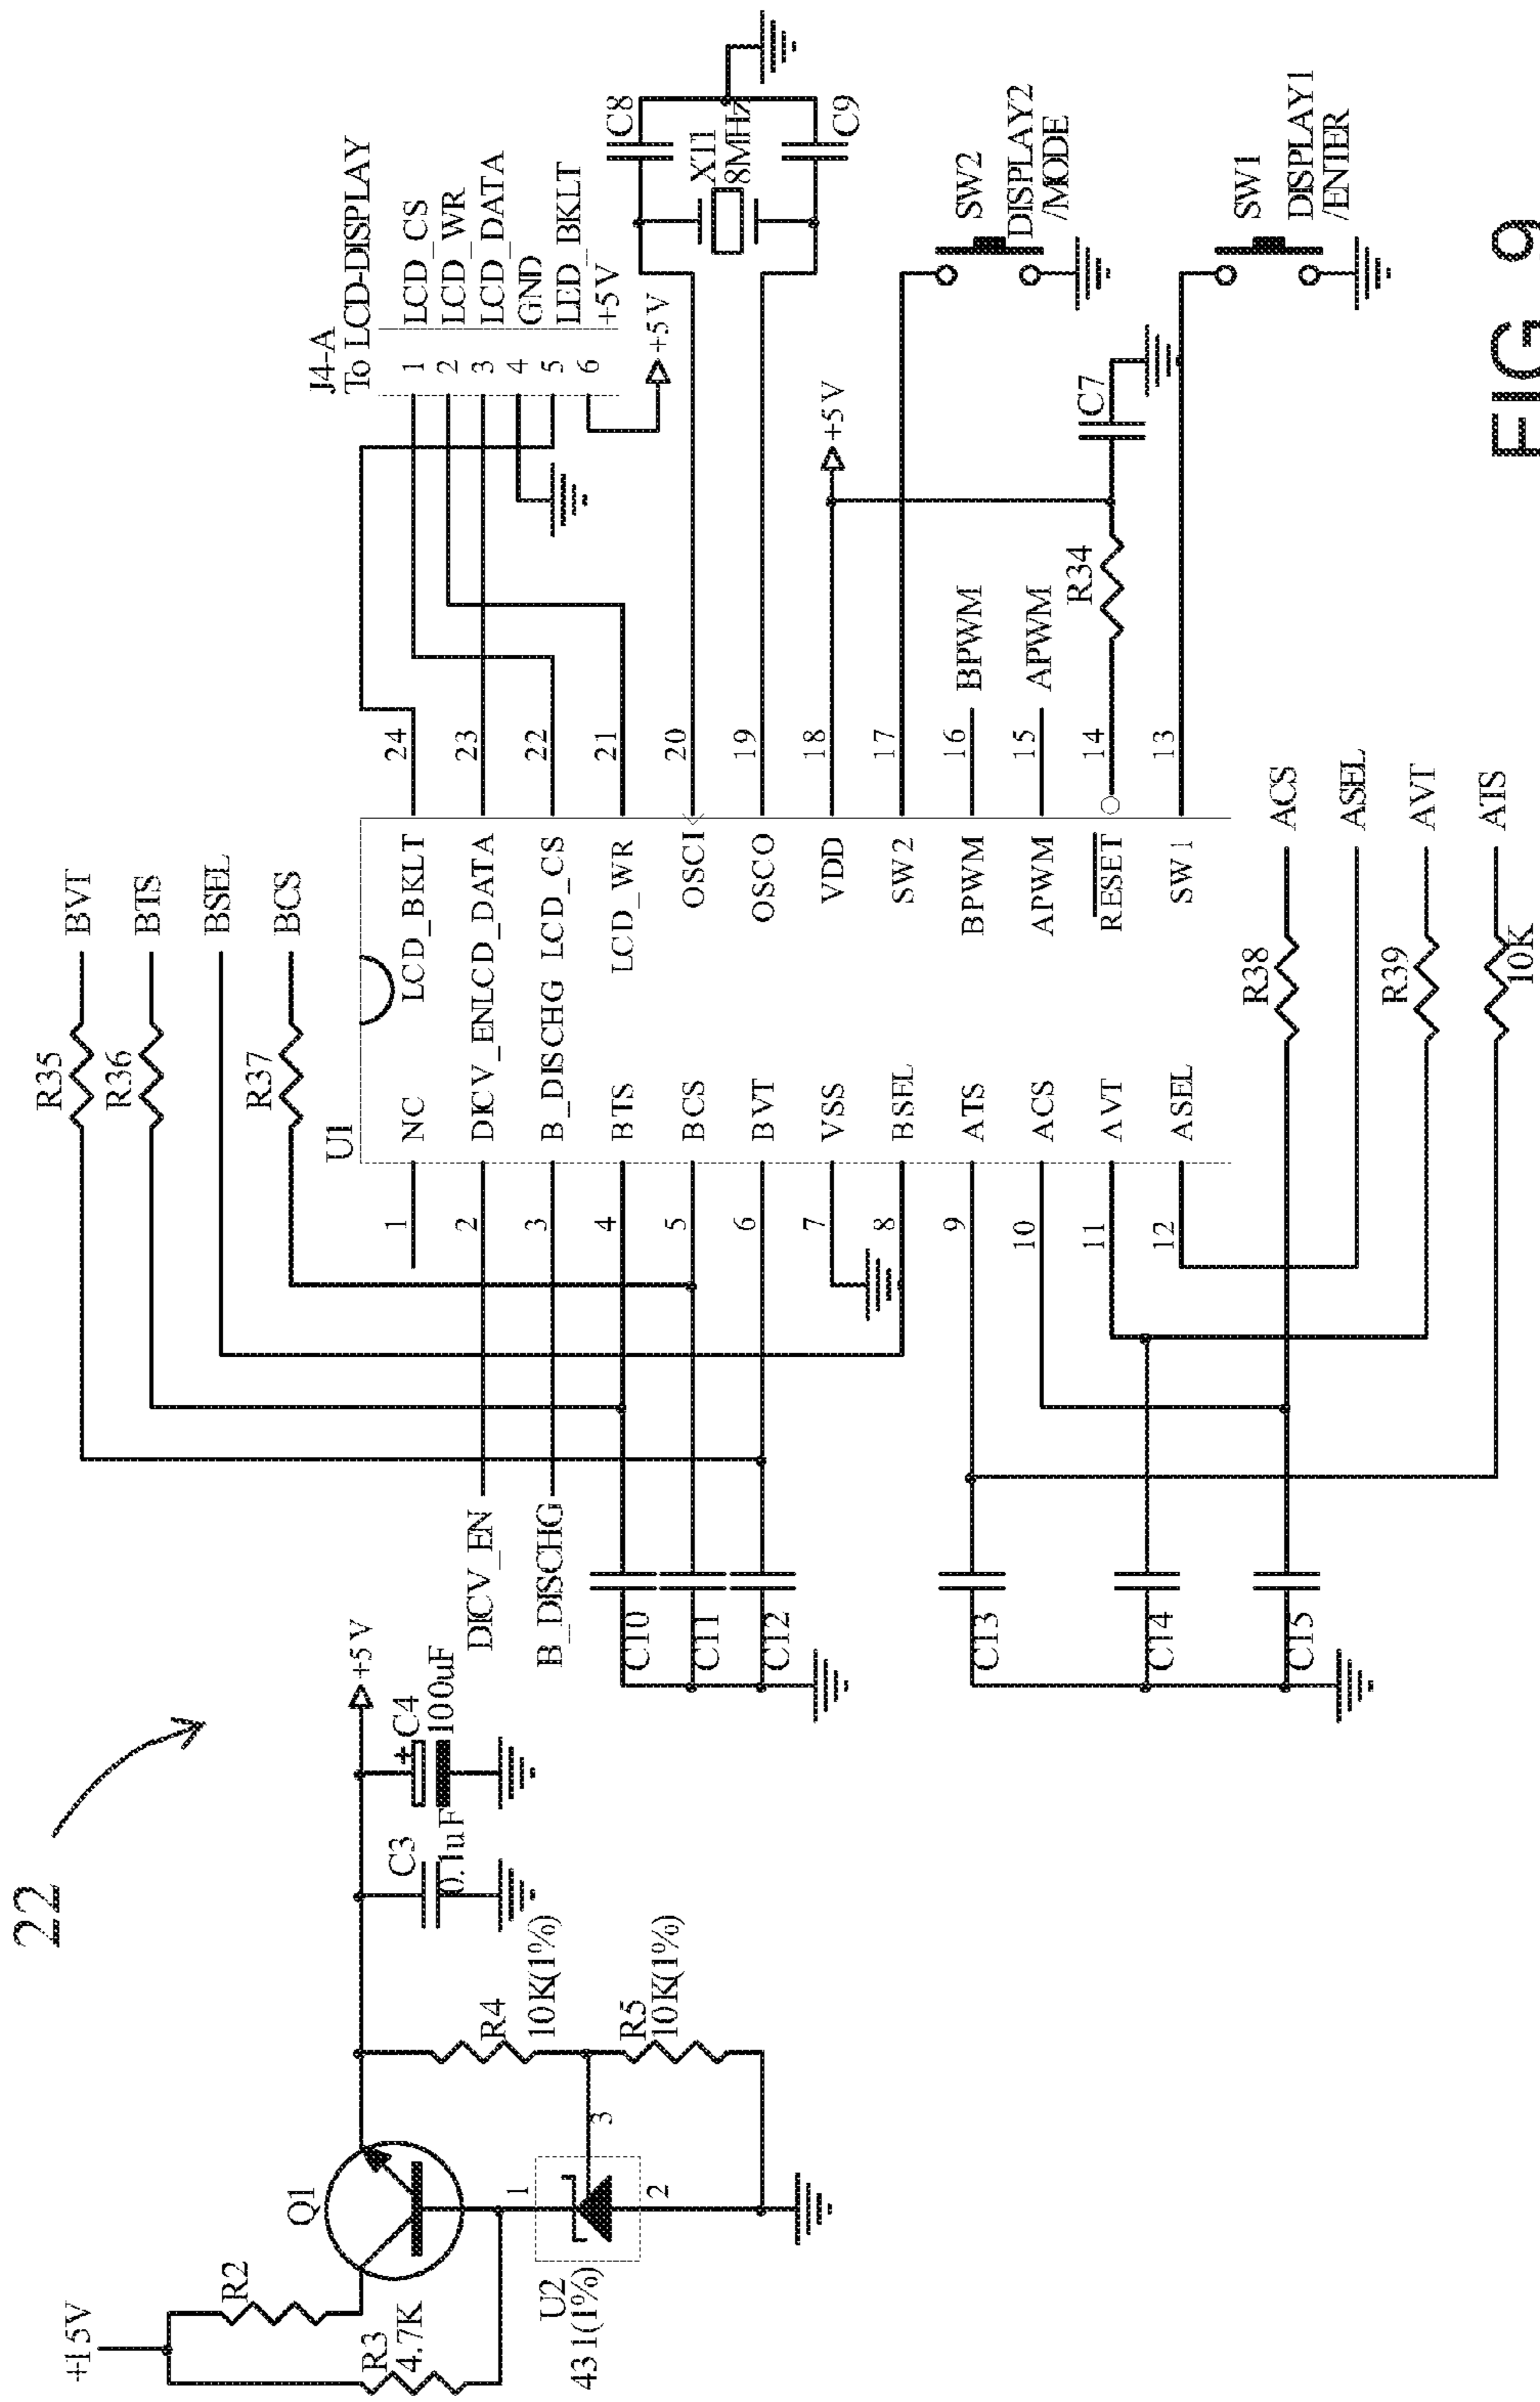 22
+15V
R2
R3
4.7K
Q1
U2
431(1%)
1
2
3
R4
10K(1%)
R5
10K(1%)
C3
0.1uF
+
C4
100uF
+5V
DICV_EN
B_DISCHG
C10
C11
C12
C13
C14
C15
R35
R36
R37
BVT
BTS
BSEL
BCS
U1
1 NC
2 DICV_EN
3 B_DISCHG
4 BTS
5 BCS
6 BVT
7 VSS
8 BSEL
9 ATS
10 ACS
11 AVT
12 ASEL
LCD_BKLT 24
LCD_DATA 23
LCD_CS 22
LCD_WR 21
OSCI 20
OSCO 19
VDD 18
SW2 17
BPWM 16 BPWM
APWM 15 APWM
RESET 14
SW1 13
R38
ACS
ASEL
R39
AVT
10K
ATS
J4-A
To LCD-DISPLAY
1 LCD_CS
2 LCD_WR
3 LCD_DATA
4 GND
5 LED_BKLT
6 +5V
+5V
C8
XT1
8MHz
C9
+5V
R34
C7
SW2
DISPLAY2
/MODE
SW1
DISPLAY1
/ENTER
FIG 9